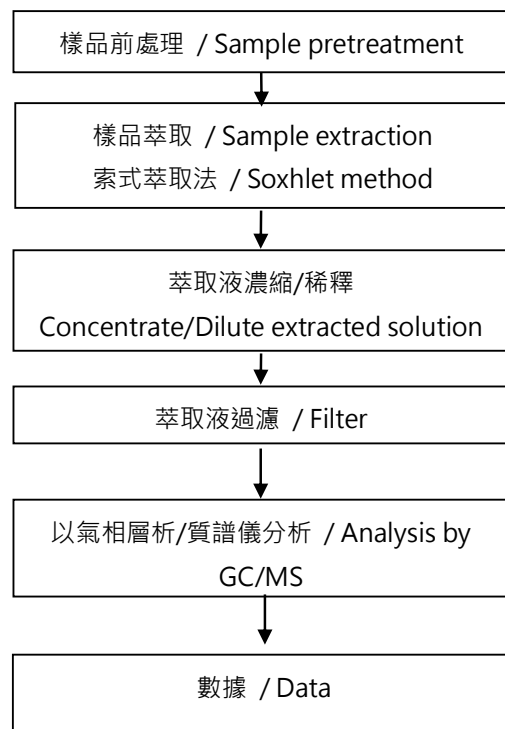 樣品前處理 / Sample pretreatment
樣品萃取 / Sample extraction
索式萃取法 / Soxhlet method
萃取液濃縮/稀釋
Concentrate/Dilute extracted solution
萃取液過濾 / Filter
以氣相層析/質譜儀分析 / Analysis by
GC/MS
數據 / Data